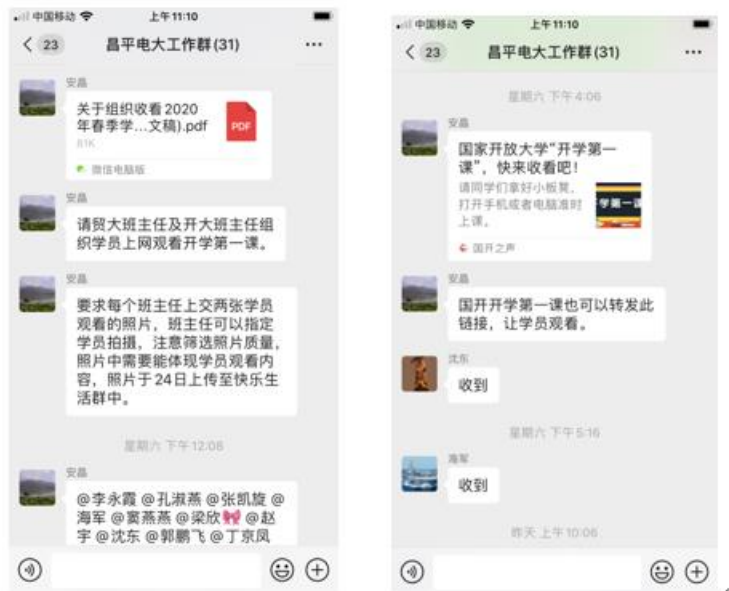 中国移动
上午11:10
23
昌平电大工作群(31)
安晶
关于组织收看2020
年春季学...文稿).pdf
PDF
81K
微信电脑版
安晶
请贸大班主任及开大班主任组
织学员上网观看开学第一课。
安晶
要求每个班主任上交两张学员
观看的照片，班主任可以指定
学员拍摄，注意筛选照片质量，
照片中需要能体现学员观看内
容，照片于24日上传至快乐生
活群中。
星期六 下午12:08
安晶
@李永霞 @孔淑燕 @张凯旋 @
海军 @窦燕燕 @梁欣🎀 @赵
宇 @沈东 @郭鹏飞 @丁京凤
中国移动
上午11:10
23
昌平电大工作群(31)
星期六 下午4:06
安晶
国家开放大学“开学第一
课”，快来收看吧！
请同学们拿好小板凳，
打开手机或者电脑准时
上课。
学第一课
国开之声
安晶
国开开学第一课也可以转发此
链接，让学员观看。
沈东
收到
星期六 下午5:16
海军
收到
昨天 上午10:06